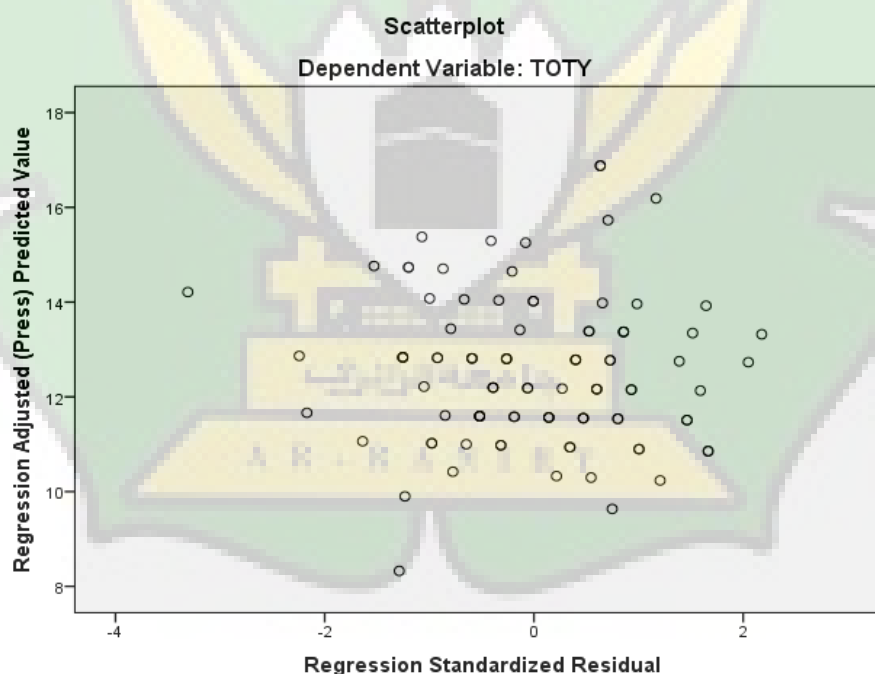 Scatterplot
Dependent Variable: TOTY
Regression Adjusted (Press) Predicted Value
18
16
14
12
10
8
-4
-2
0
2
Regression Standardized Residual
A R - R A N I R Y